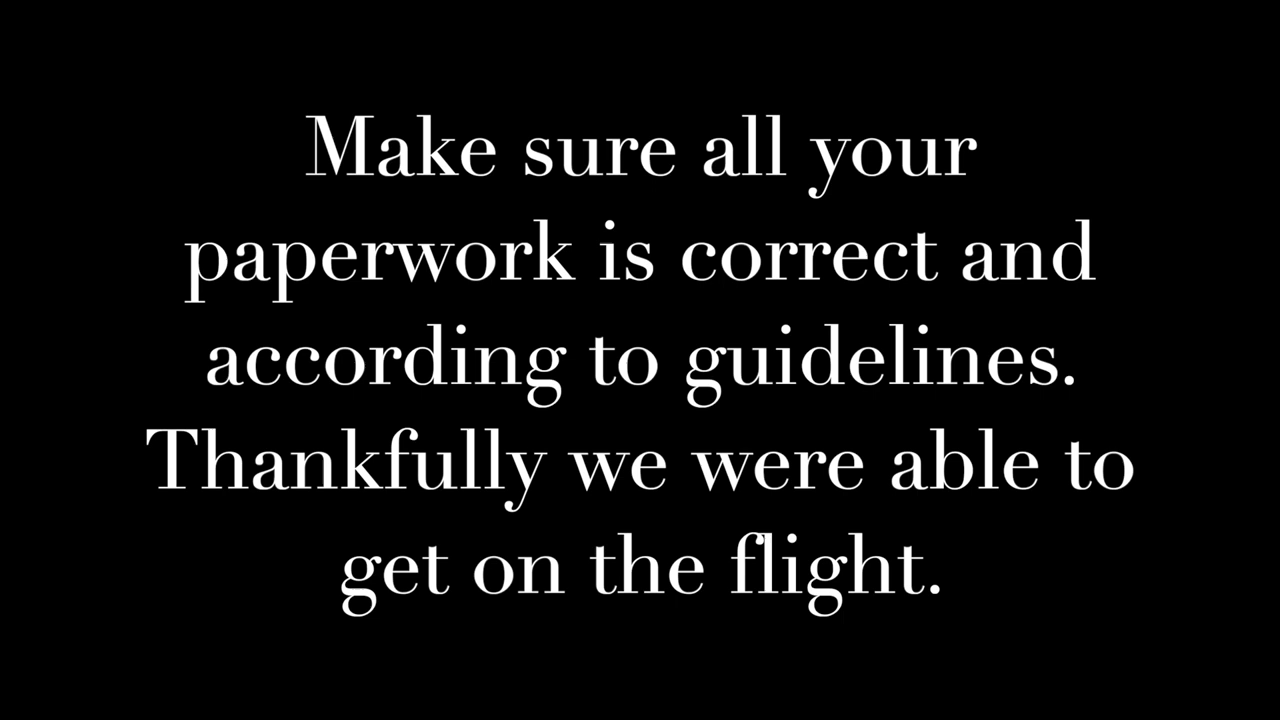 Make sure all your
paperwork is correct and
according to guidelines.
Thankfully we were able to
get on the flight.